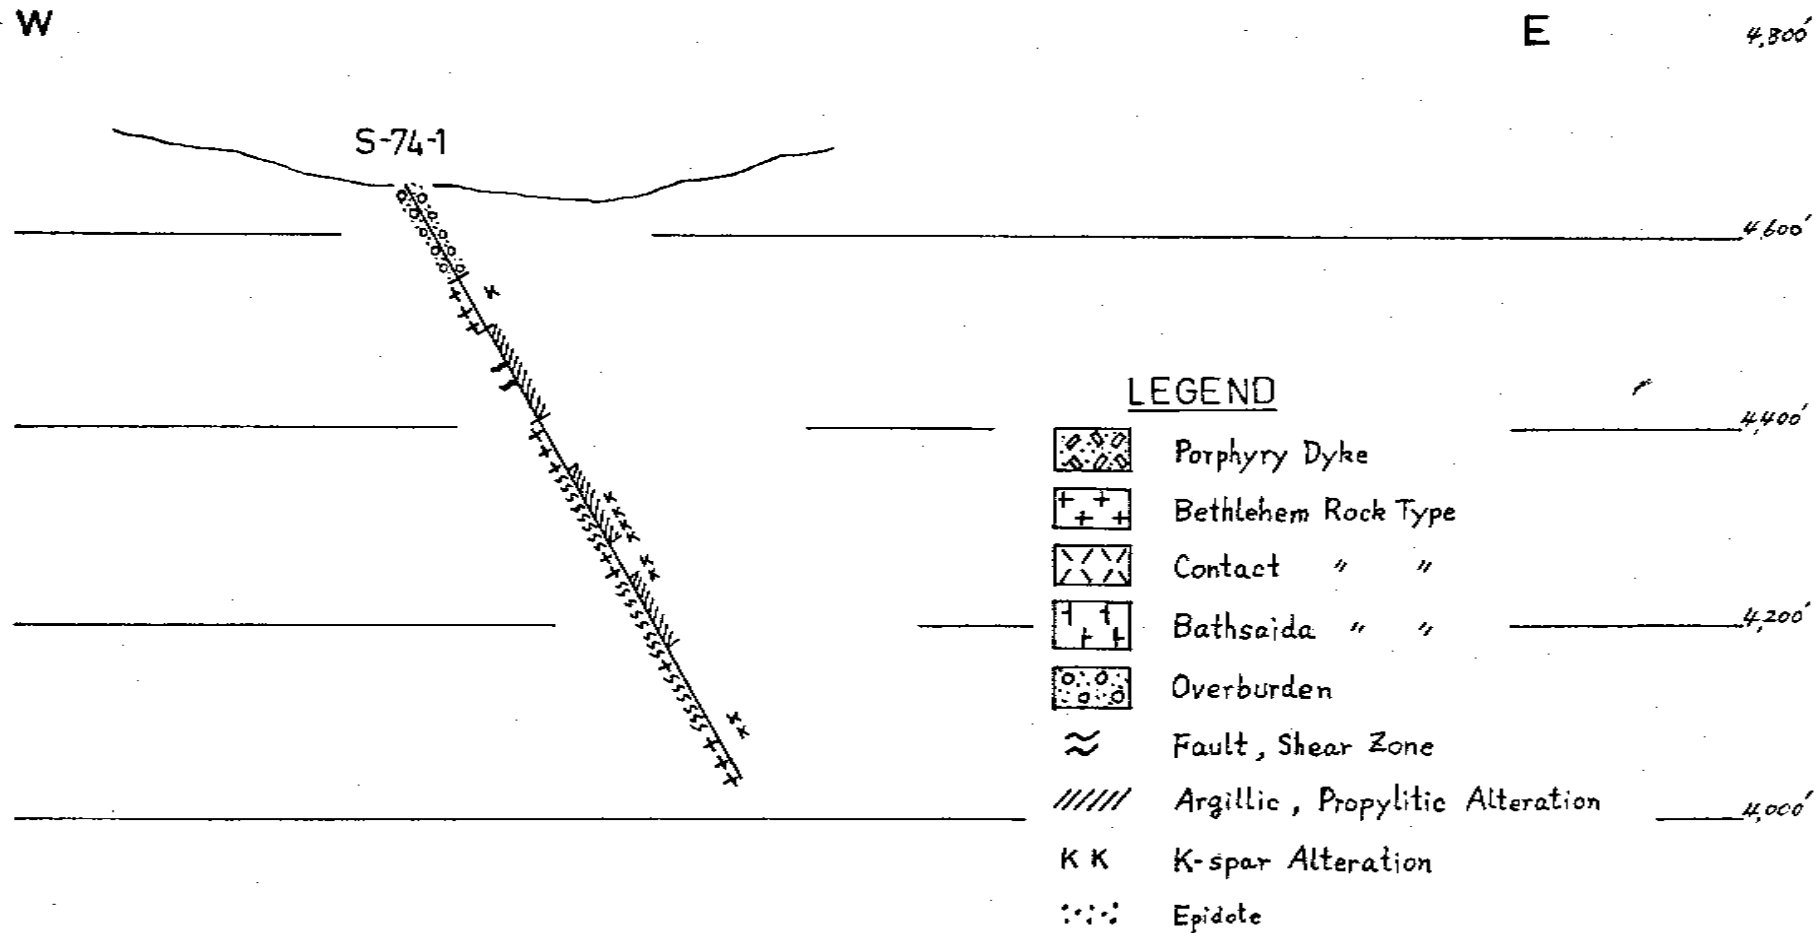 W
E
4,800'
S-74-1
4,600'
LEGEND
4,400'
Porphyry Dyke
Bethlehem Rock Type
Contact " "
4,200'
Bathsaida " "
Overburden
Fault, Shear Zone
Argillic, Propylitic Alteration
4,000'
K K K-spar Alteration
Epidote